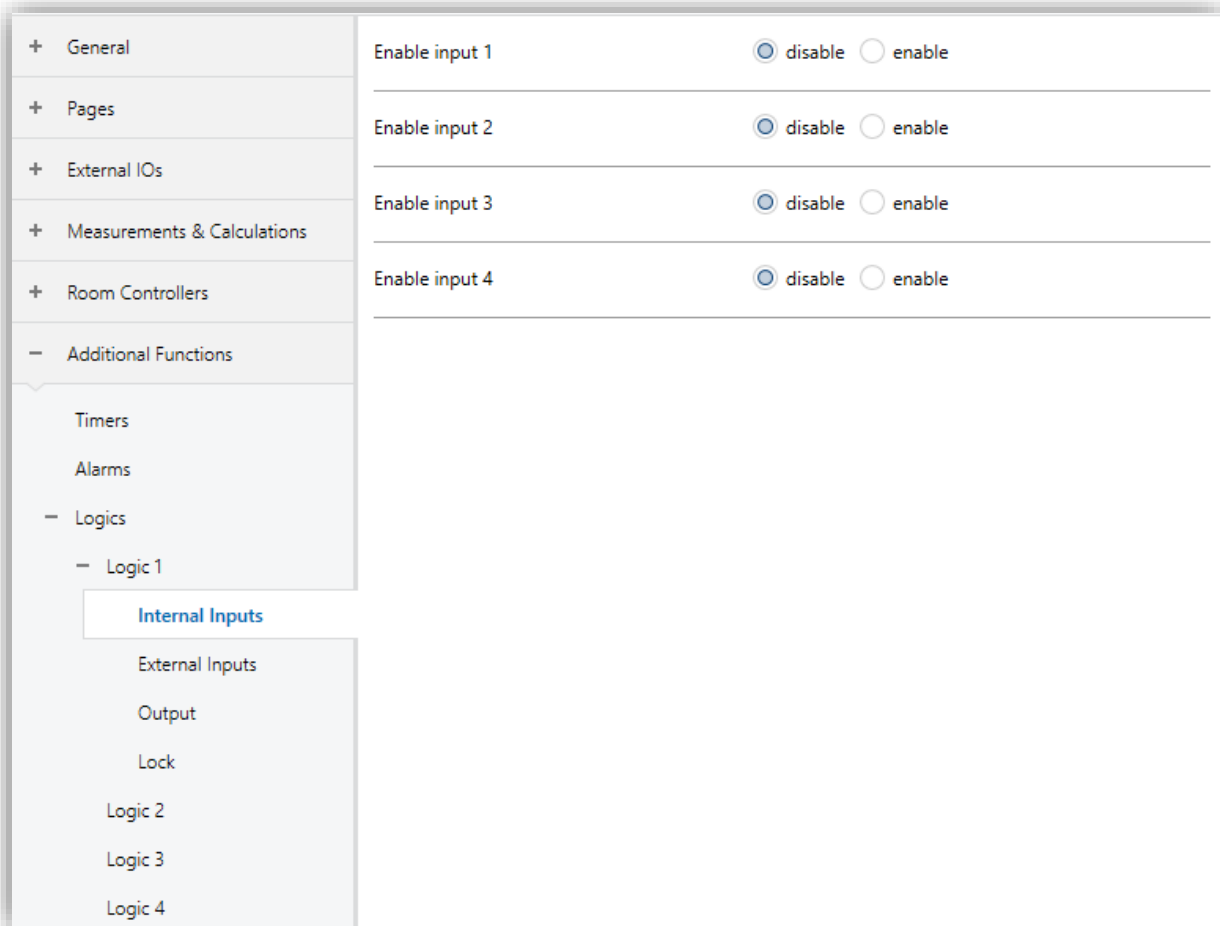 General
Pages
External IOs
Measurements & Calculations
Room Controllers
Additional Functions
Timers
Alarms
Logics
Logic 1
Internal Inputs
External Inputs
Output
Lock
Logic 2
Logic 3
Logic 4
Enable input 1 disable enable
Enable input 2 disable enable
Enable input 3 disable enable
Enable input 4 disable enable